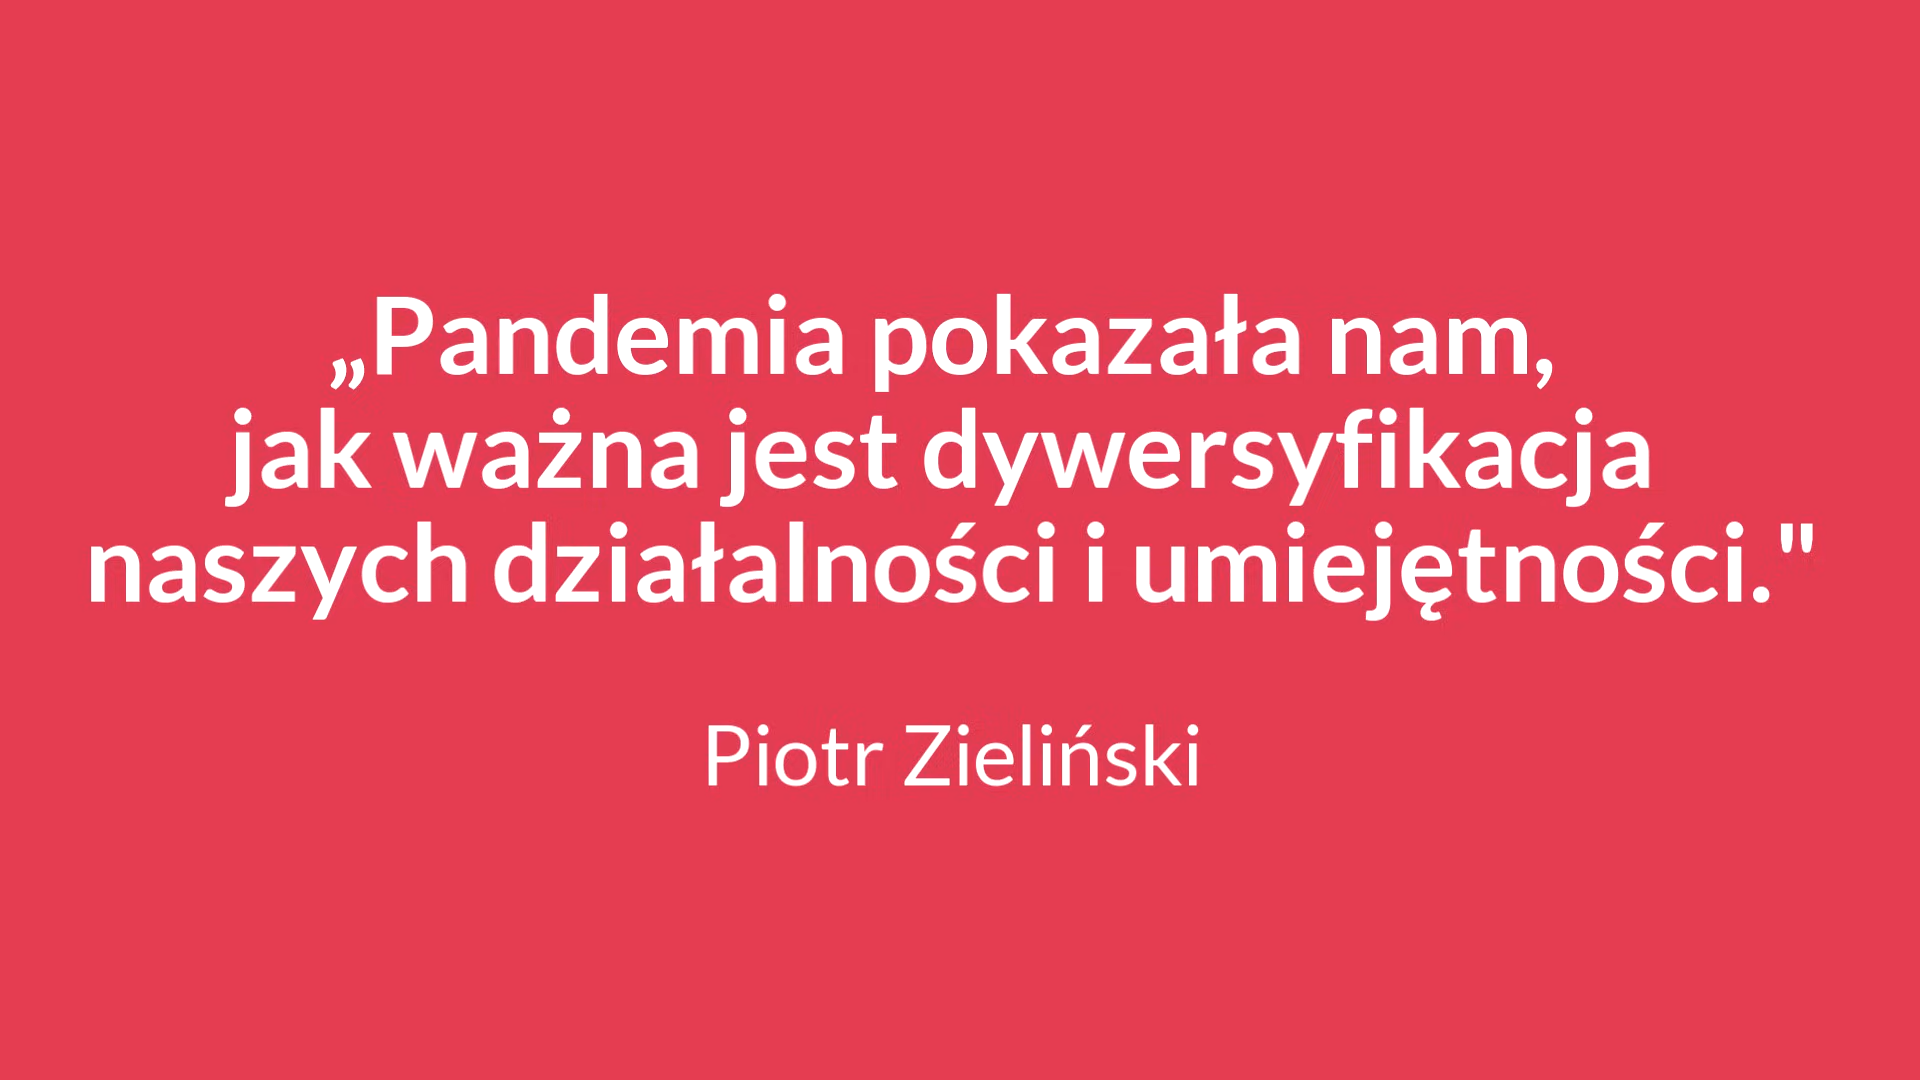 „Pandemia pokazała nam,
jak ważna jest dywersyfikacja
naszych działalności i umiejętności."
Piotr Zieliński